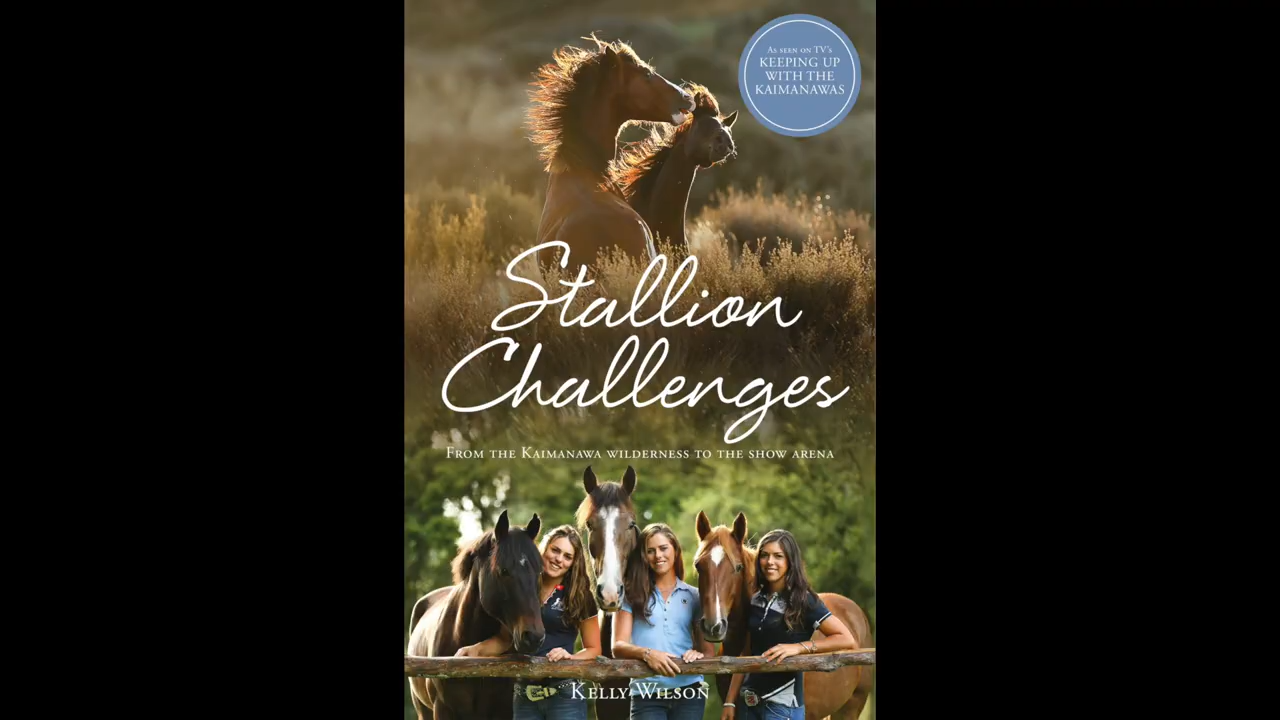 As seen on TV's
KEEPING UP
WITH THE
KAIMANAWAS
Stallion
Challenges
From the Kaimanawa wilderness to the show arena
Kelly Wilson